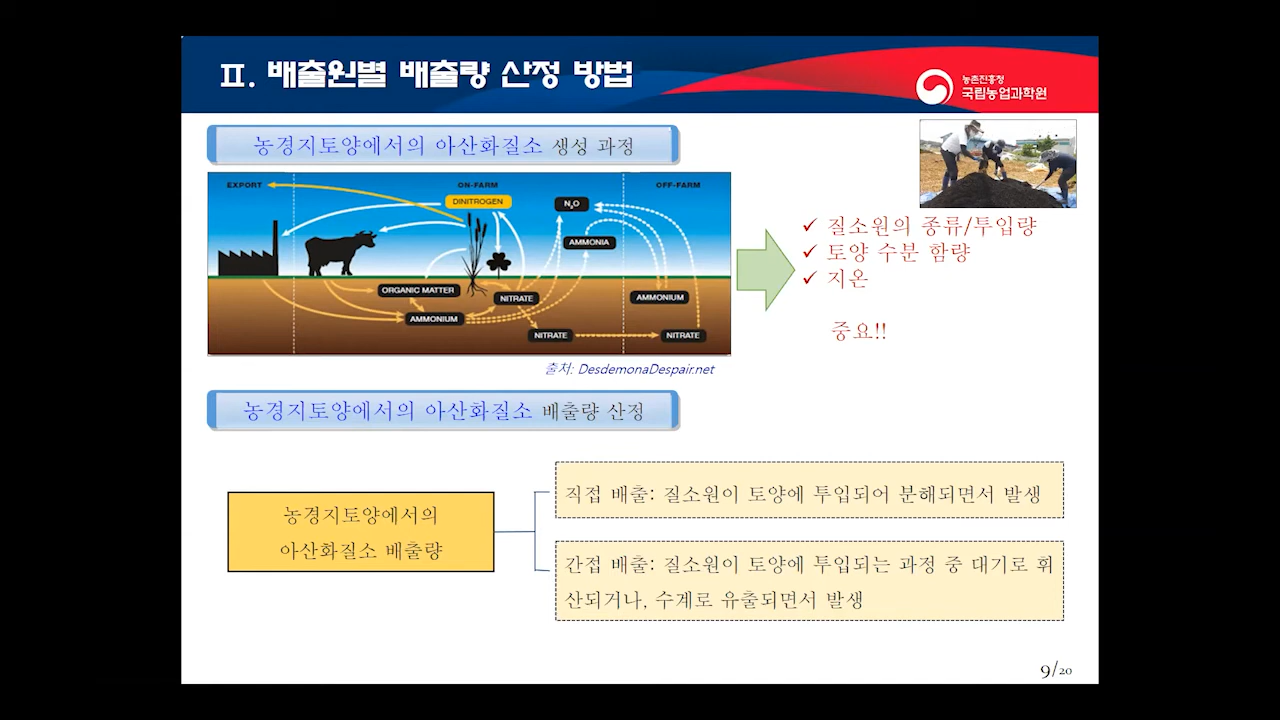 Ⅱ. 배출원별 배출량 산정 방법
농촌진흥청
국립농업과학원
농경지토양에서의 아산화질소 생성 과정
EXPORT
ON-FARM
OFF-FARM
DINITROGEN
N₂O
AMMONIA
ORGANIC MATTER
NITRATE
AMMONIUM
AMMONIUM
NITRATE
NITRATE
출처: DesdemonaDespair.net
✓ 질소원의 종류/투입량
✓ 토양 수분 함량
✓ 지온
중요!!
농경지토양에서의 아산화질소 배출량 산정
농경지토양에서의
아산화질소 배출량
직접 배출: 질소원이 토양에 투입되어 분해되면서 발생
간접 배출: 질소원이 토양에 투입되는 과정 중 대기로 휘
산되거나, 수계로 유출되면서 발생
9/20